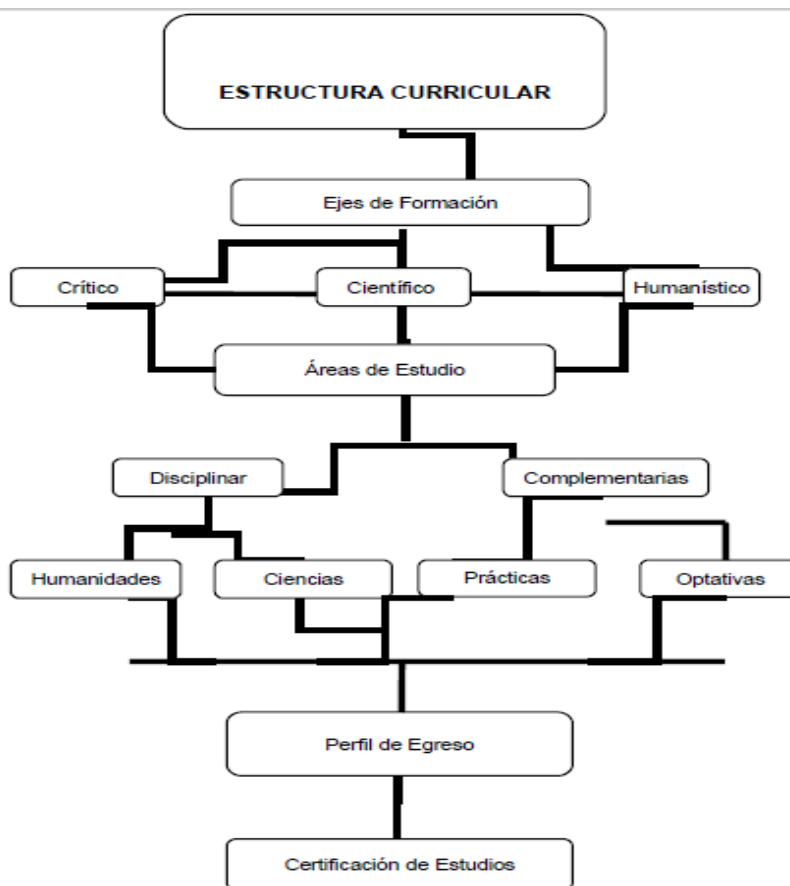 ESTRUCTURA CURRICULAR
Ejes de Formación
Crítico
Científico
Humanístico
Áreas de Estudio
Disciplinar
Complementarias
Humanidades
Ciencias
Prácticas
Optativas
Perfil de Egreso
Certificación de Estudios